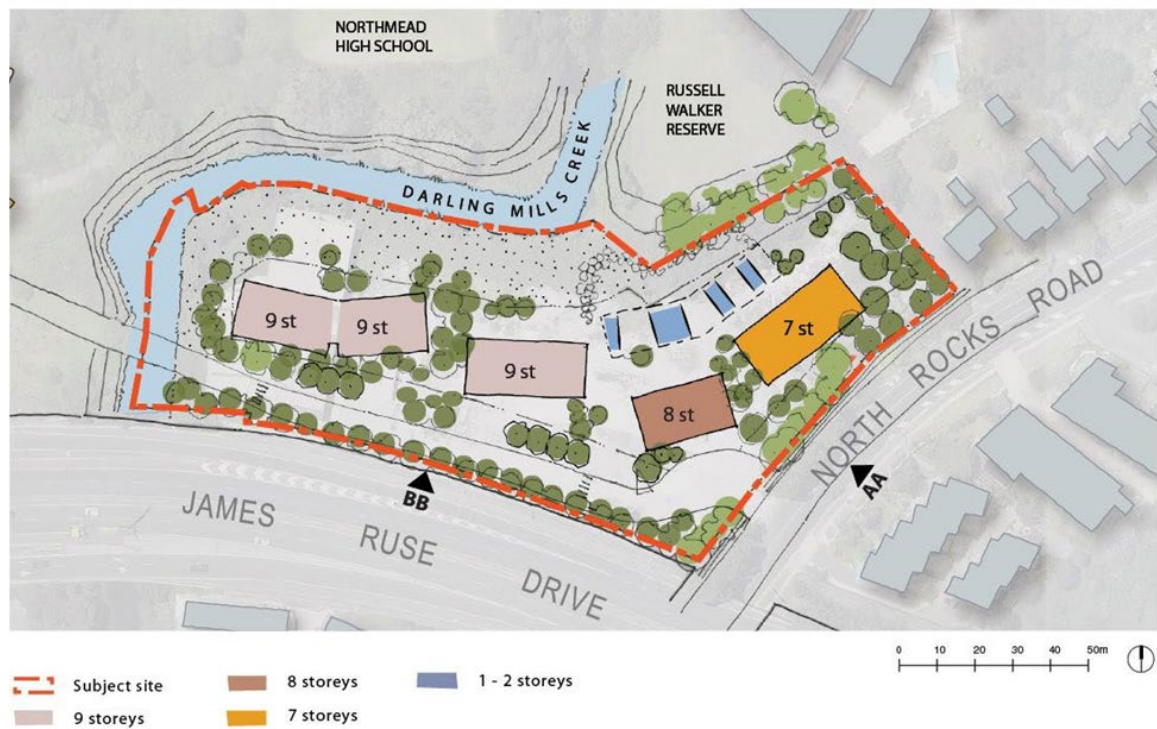 NORTHMEAD
HIGH SCHOOL
RUSSELL
WALKER
RESERVE
DARLING MILLS CREEK
9 st
9 st
9 st
7 st
8 st
NORTH ROCKS ROAD
AA
BB
JAMES RUSE DRIVE
0 10 20 30 40 50m
Subject site
8 storeys
1 - 2 storeys
9 storeys
7 storeys